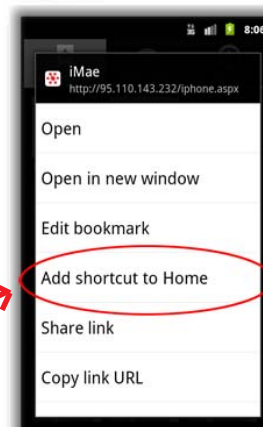 8:06
iMae
http://95.110.143.232/iphone.aspx
Open
Open in new window
Edit bookmark
Add shortcut to Home
Share link
Copy link URL